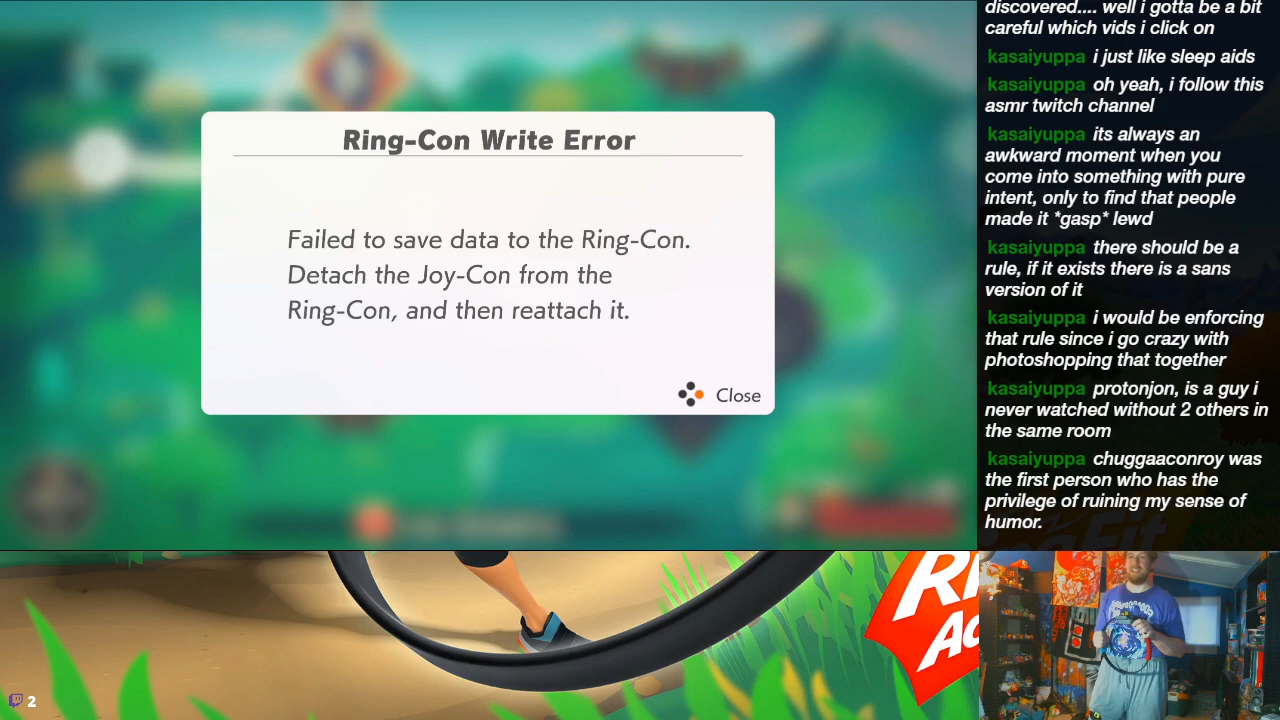 Ring-Con Write Error
Failed to save data to the Ring-Con.
Detach the Joy-Con from the
Ring-Con, and then reattach it.
Close
discovered.... well i gotta be a bit
careful which vids i click on
kasaiyuppa i just like sleep aids
kasaiyuppa oh yeah, i follow this
asmr twitch channel
kasaiyuppa its always an
awkward moment when you
come into something with pure
intent, only to find that people
made it *gasp* lewd
kasaiyuppa there should be a
rule, if it exists there is a sans
version of it
kasaiyuppa i would be enforcing
that rule since i go crazy with
photoshopping that together
kasaiyuppa protonjon, is a guy i
never watched without 2 others in
the same room
kasaiyuppa chuggaaconroy was
the first person who has the
privilege of ruining my sense of
humor.
2